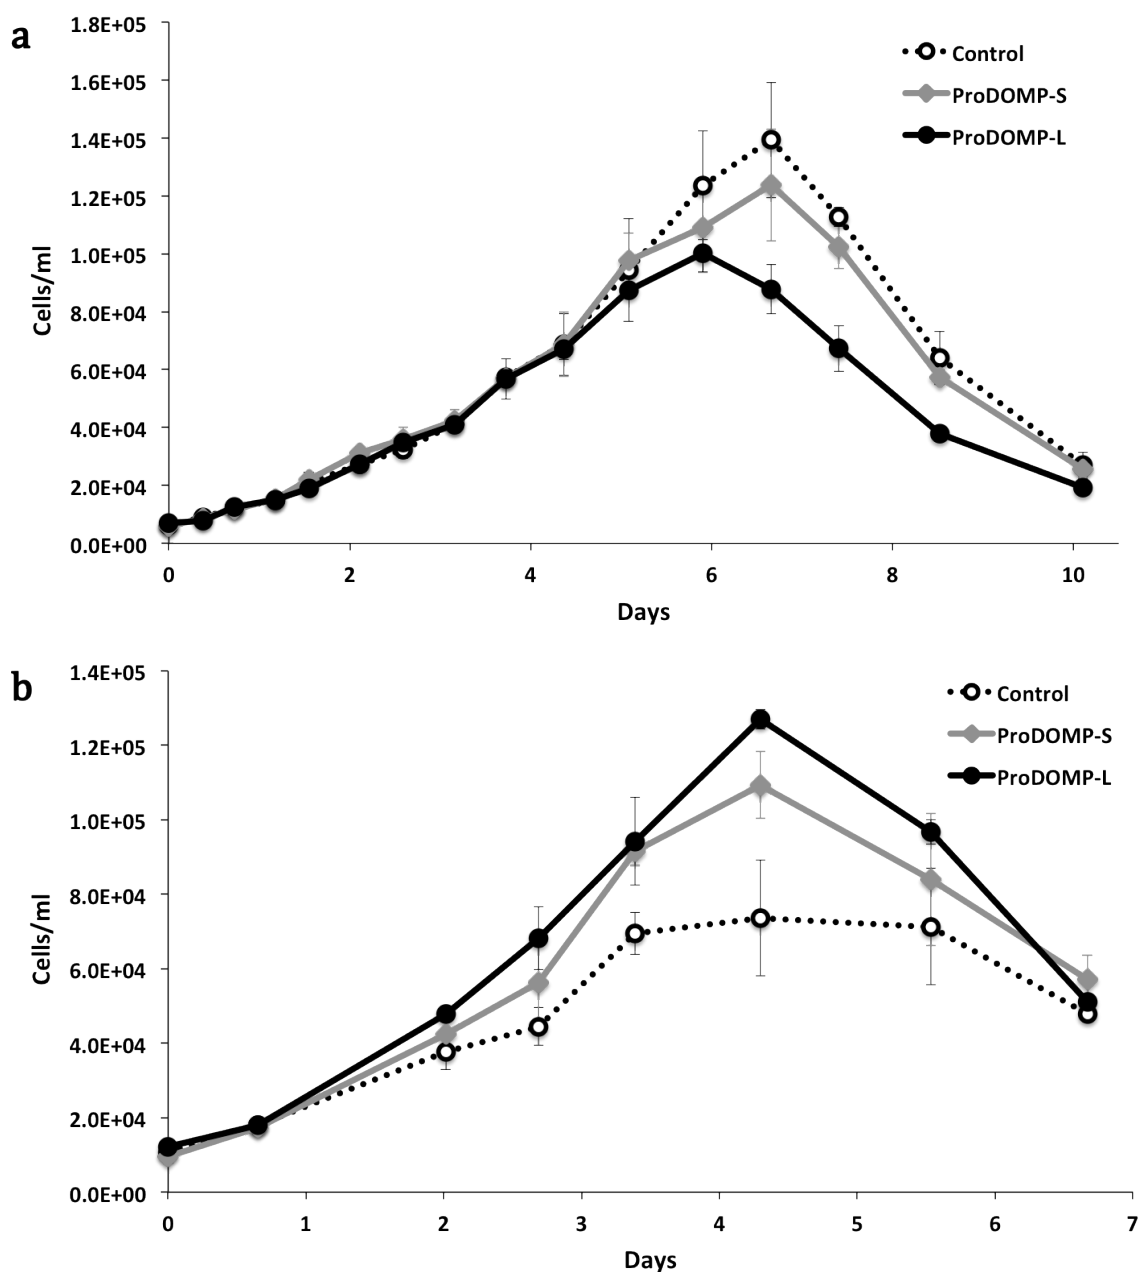 a
1.8E+05
1.6E+05
1.4E+05
1.2E+05
1.0E+05
8.0E+04
6.0E+04
4.0E+04
2.0E+04
0.0E+00
Cells/ml
0 2 4 6 8 10
Days
Control
ProDOMP-S
ProDOMP-L
b
1.4E+05
1.2E+05
1.0E+05
8.0E+04
6.0E+04
4.0E+04
2.0E+04
0.0E+00
Cells/ml
0 1 2 3 4 5 6 7
Days
Control
ProDOMP-S
ProDOMP-L